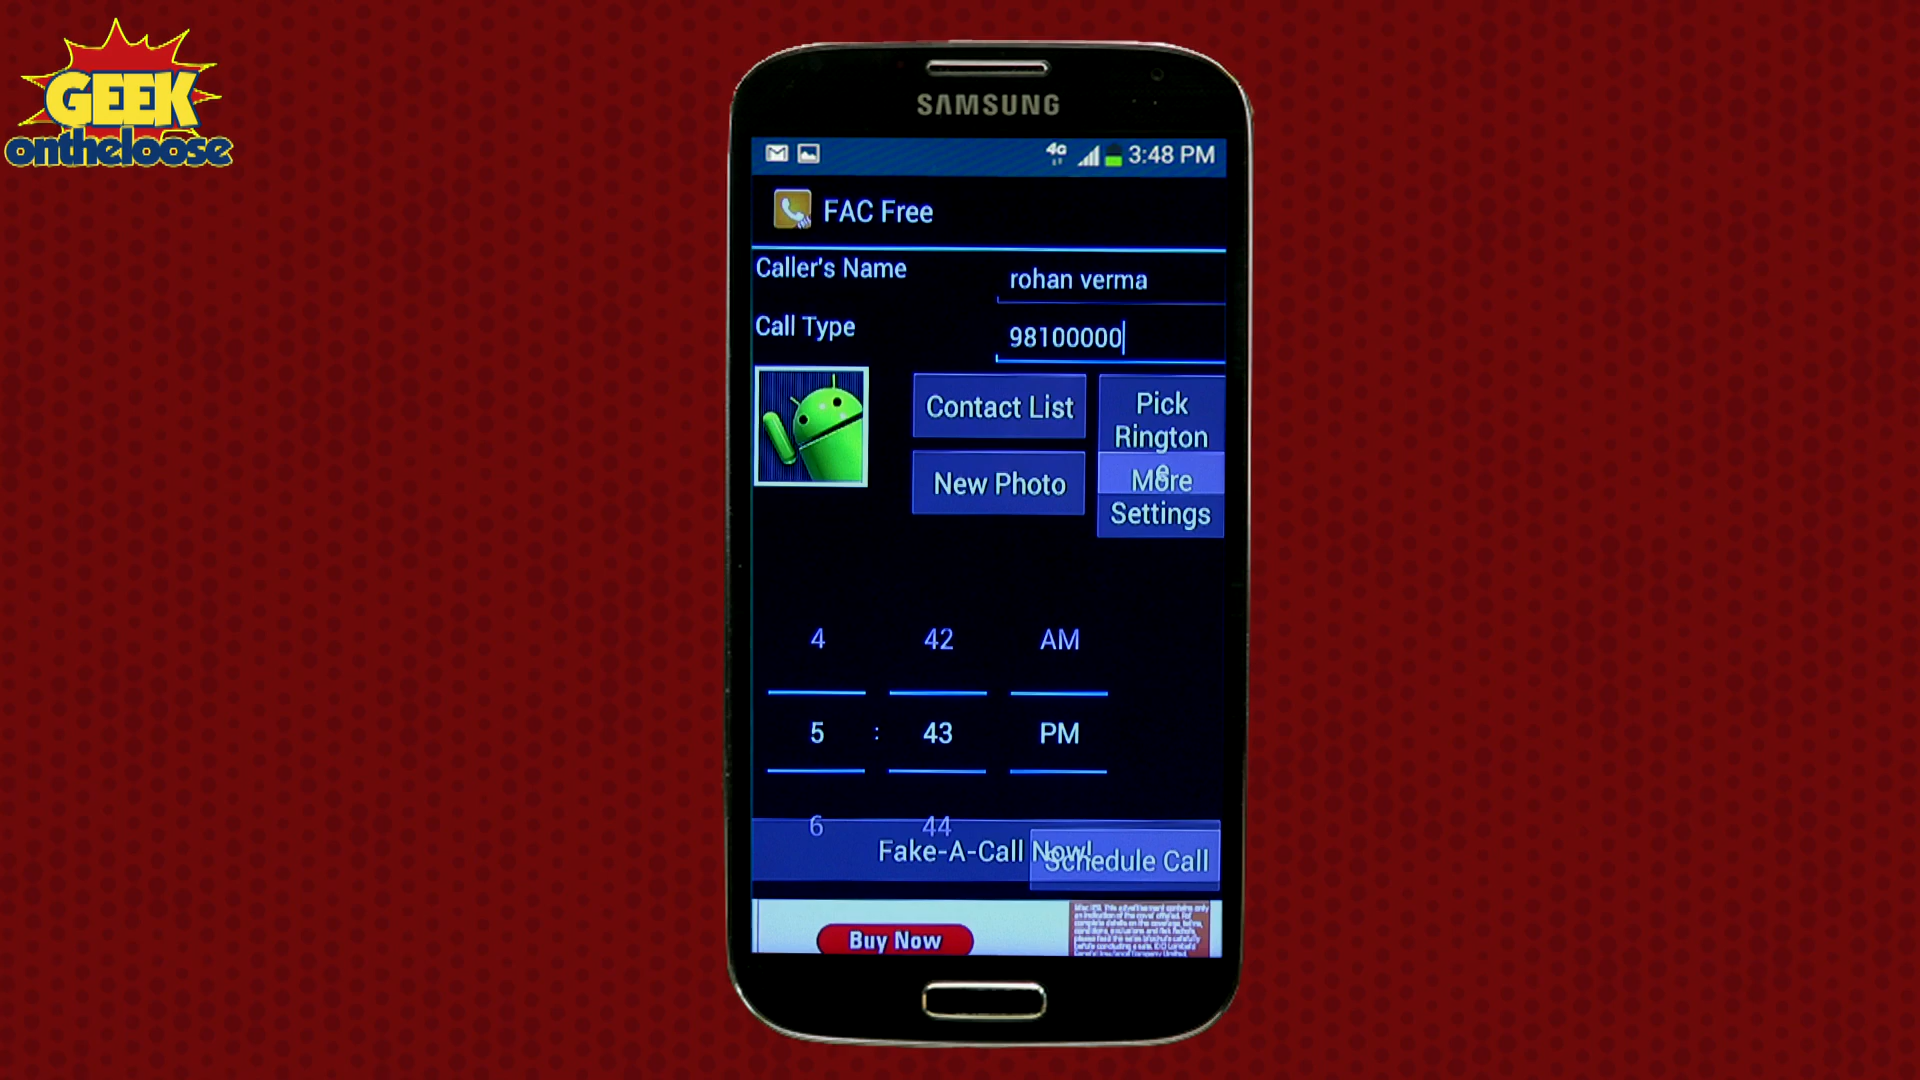 GEEK
ontheloose
SAMSUNG
4G 3:48 PM
FAC Free
Caller's Name
rohan verma
Call Type
98100000
Contact List
Pick
Rington
e
New Photo
More
Settings
4 42 AM
5 : 43 PM
6 44
Fake-A-Call Now!
Schedule Call
Buy Now